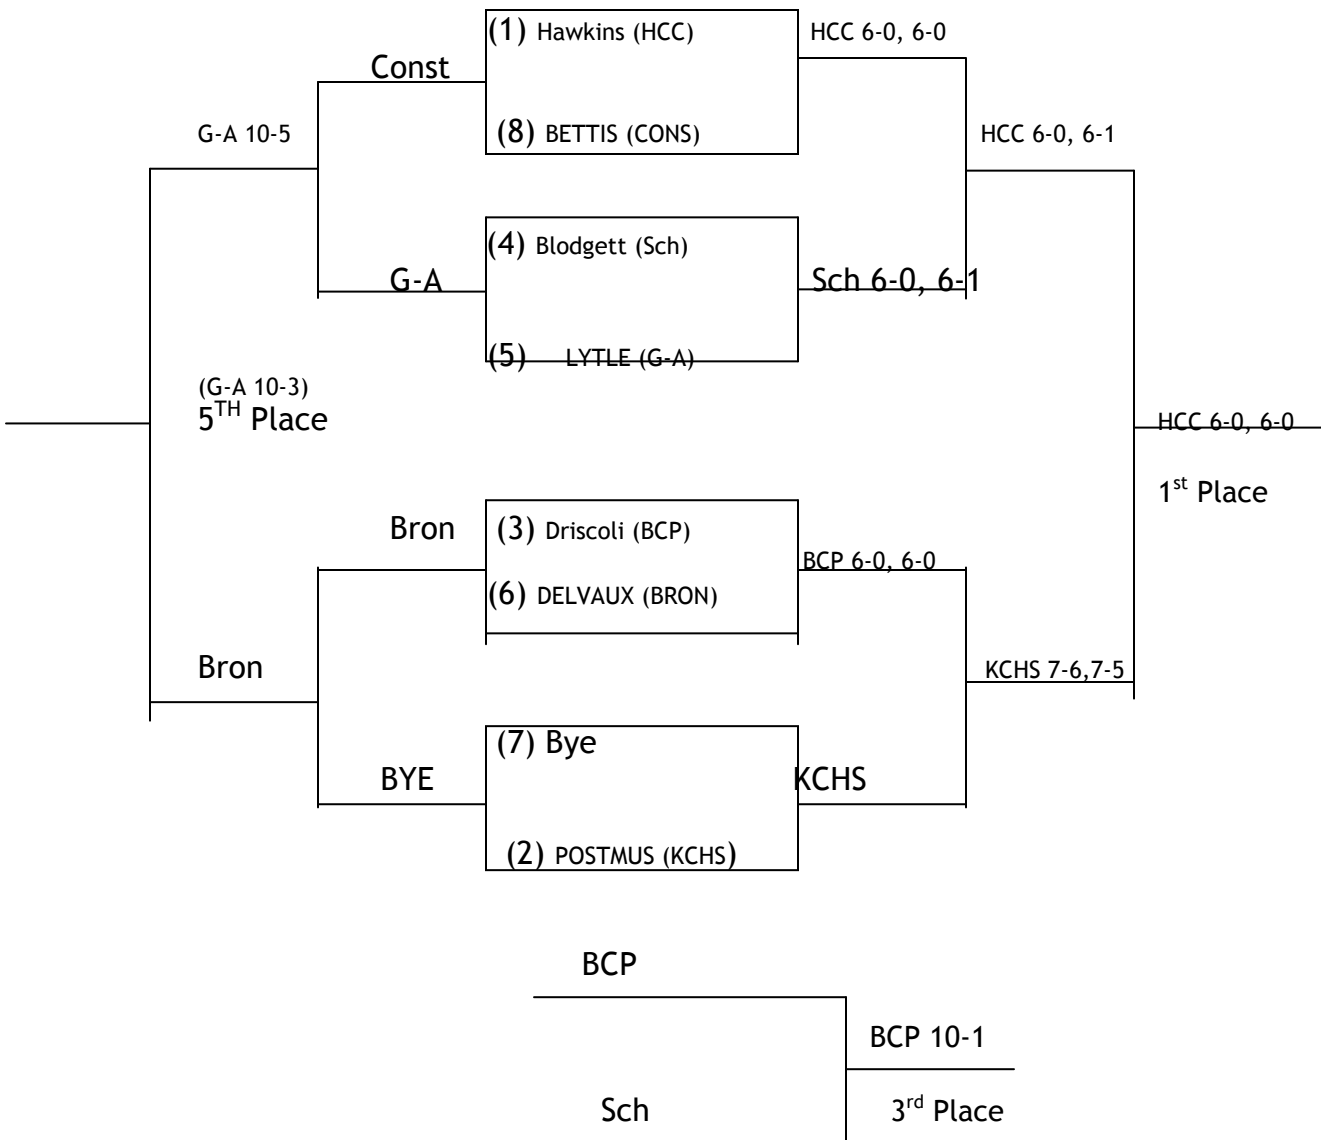 (1) Hawkins (HCC)
HCC 6-0, 6-0
Const
G-A 10-5
(8) BETTIS (CONS)
HCC 6-0, 6-1
(4) Blodgett (Sch)
G-A
Sch 6-0, 6-1
(5) LYTLE (G-A)
(G-A 10-3)
5TH Place
HCC 6-0, 6-0
1st Place
Bron
(3) Driscoli (BCP)
BCP 6-0, 6-0
(6) DELVAUX (BRON)
Bron
KCHS 7-6,7-5
(7) Bye
BYE
KCHS
(2) POSTMUS (KCHS)
BCP
BCP 10-1
Sch
3rd Place